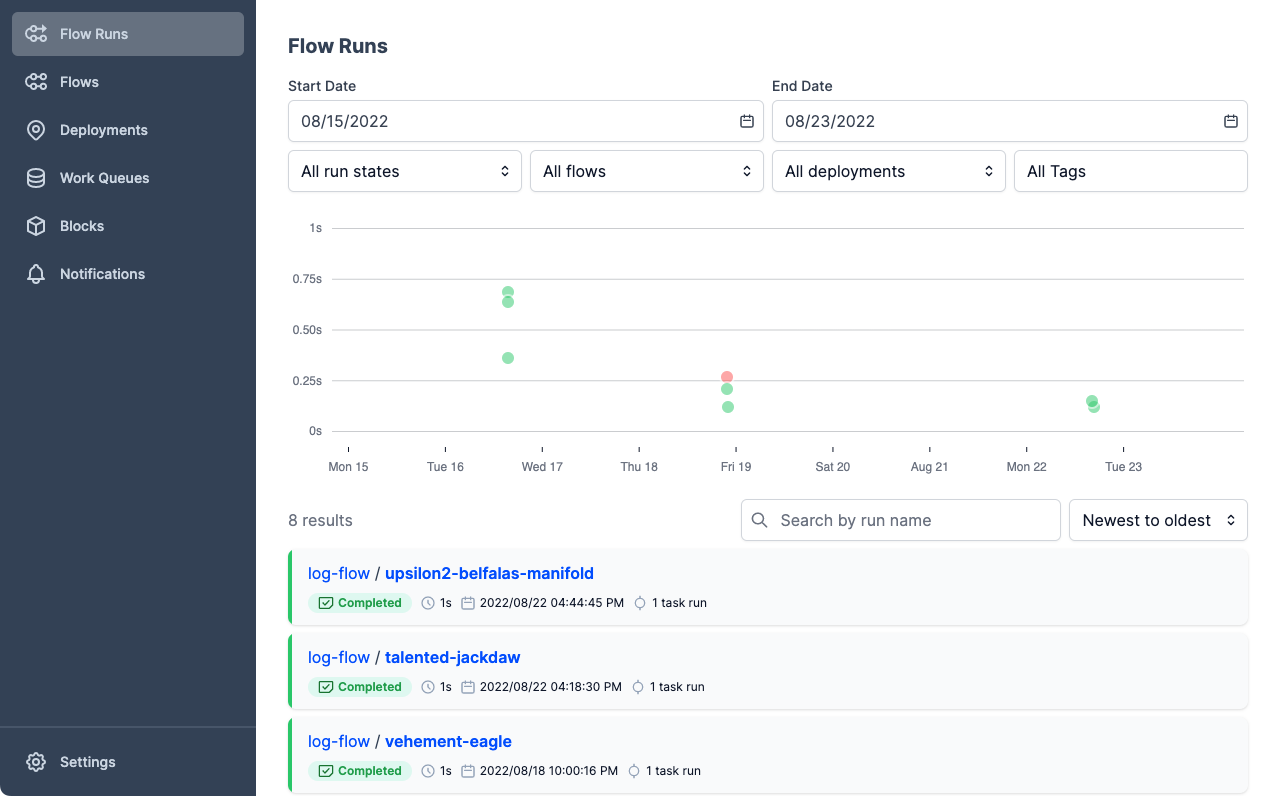 Flow Runs
Flows
Deployments
Work Queues
Blocks
Notifications
Settings
Flow Runs
Start Date
End Date
08/15/2022
08/23/2022
All run states
All flows
All deployments
All Tags
1s
0.75s
0.50s
0.25s
0s
Mon 15 Tue 16 Wed 17 Thu 18 Fri 19 Sat 20 Aug 21 Mon 22 Tue 23
8 results
Search by run name
Newest to oldest
log-flow / upsilon2-belfalas-manifold
Completed 1s 2022/08/22 04:44:45 PM 1 task run
log-flow / talented-jackdaw
Completed 1s 2022/08/22 04:18:30 PM 1 task run
log-flow / vehement-eagle
Completed 1s 2022/08/18 10:00:16 PM 1 task run